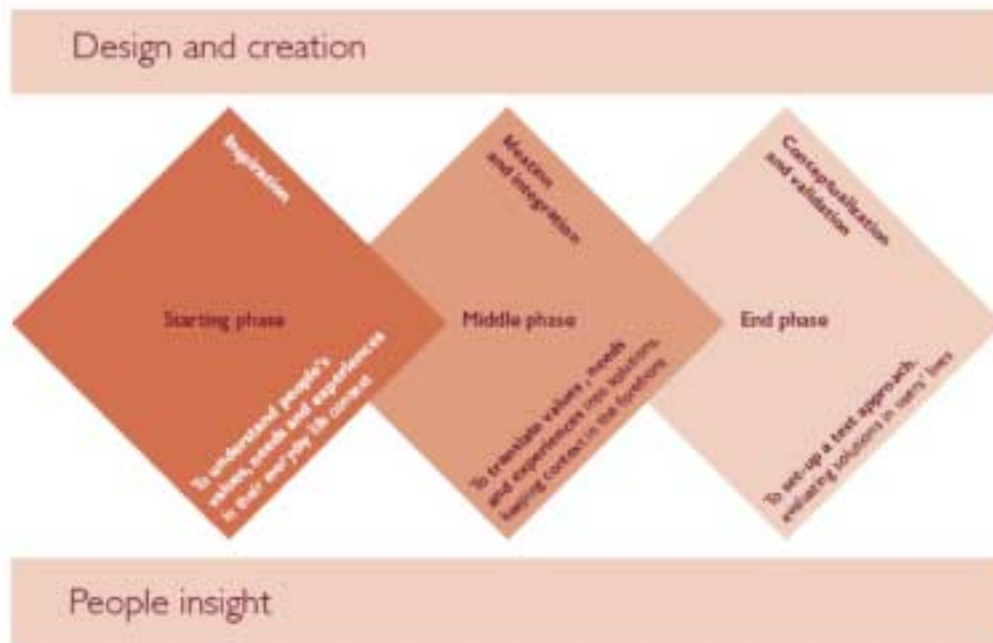 Design and creation
Inspiration
Starting phase
To understand people's
values, needs and experiences
in their everyday life context
Ideation
and integration
Middle phase
To translate values, needs
and experiences into solutions,
keeping context in the forefront
Conceptualization
and validation
End phase
To set-up a test approach,
evaluating solutions in users' lives
People insight